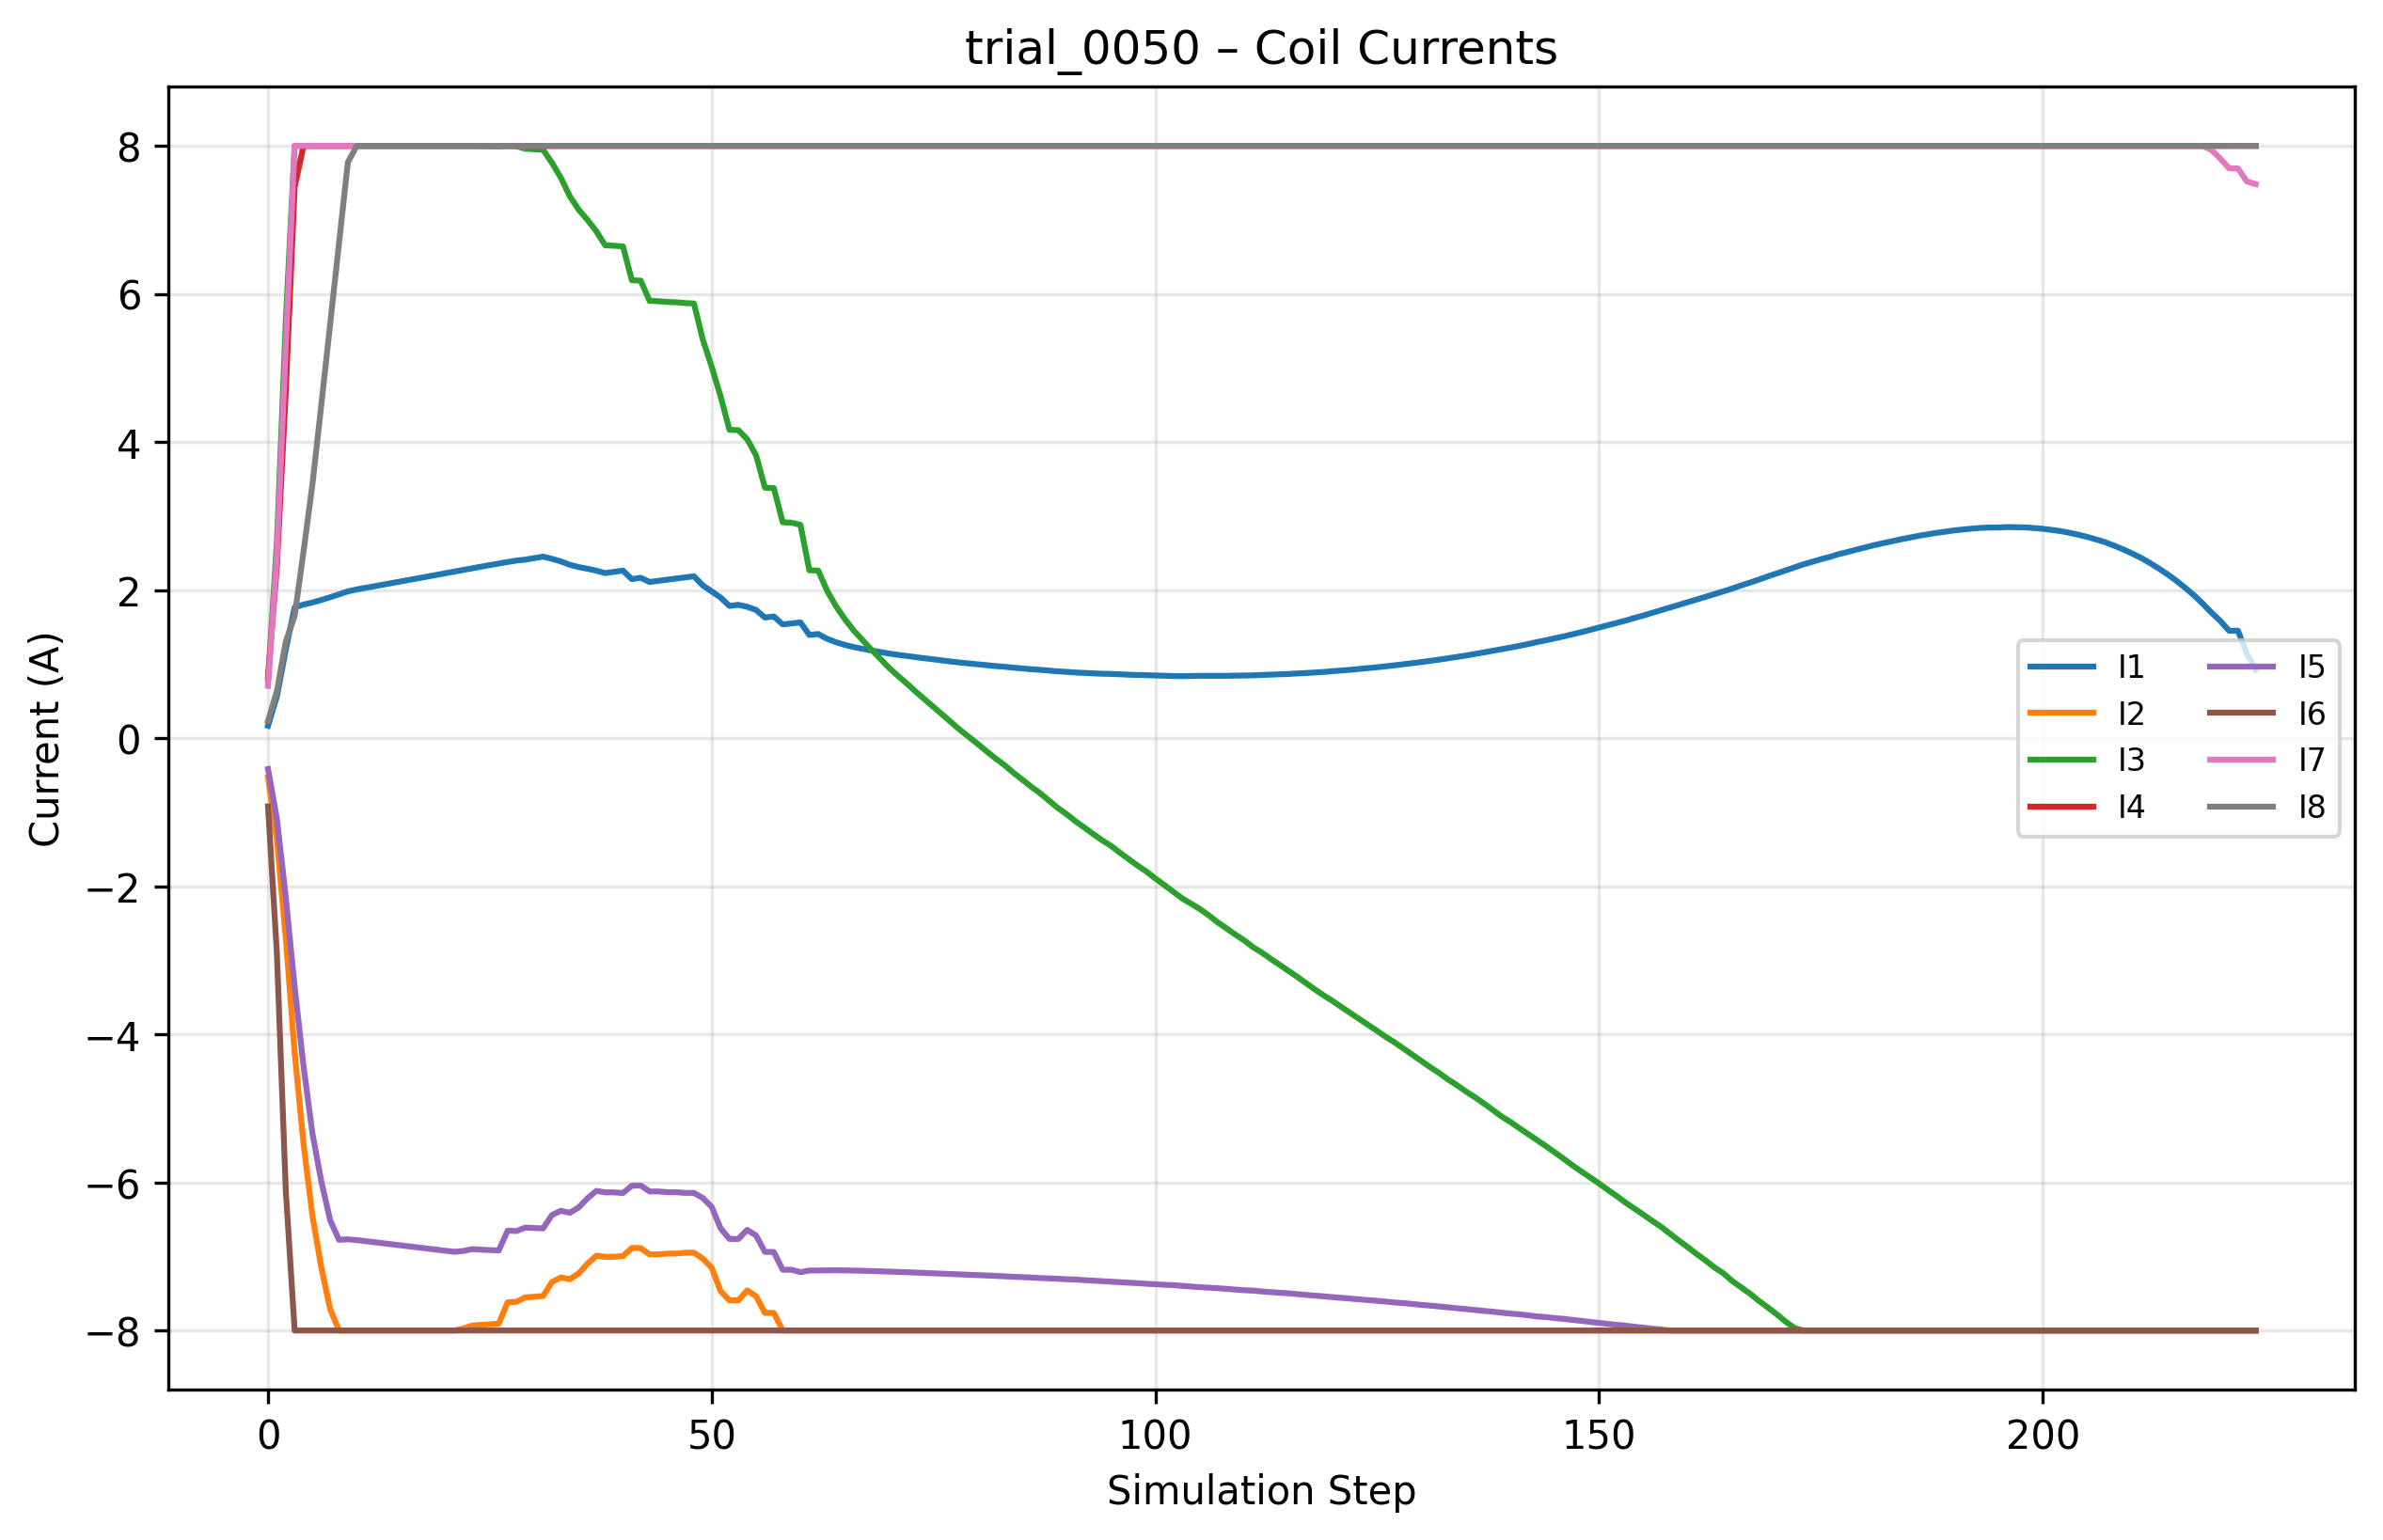 trial_0050 – Coil Currents
Current (A)
8
6
4
2
0
−2
−4
−6
−8
I1
I2
I3
I4
I5
I6
I7
I8
0
50
100
150
200
Simulation Step